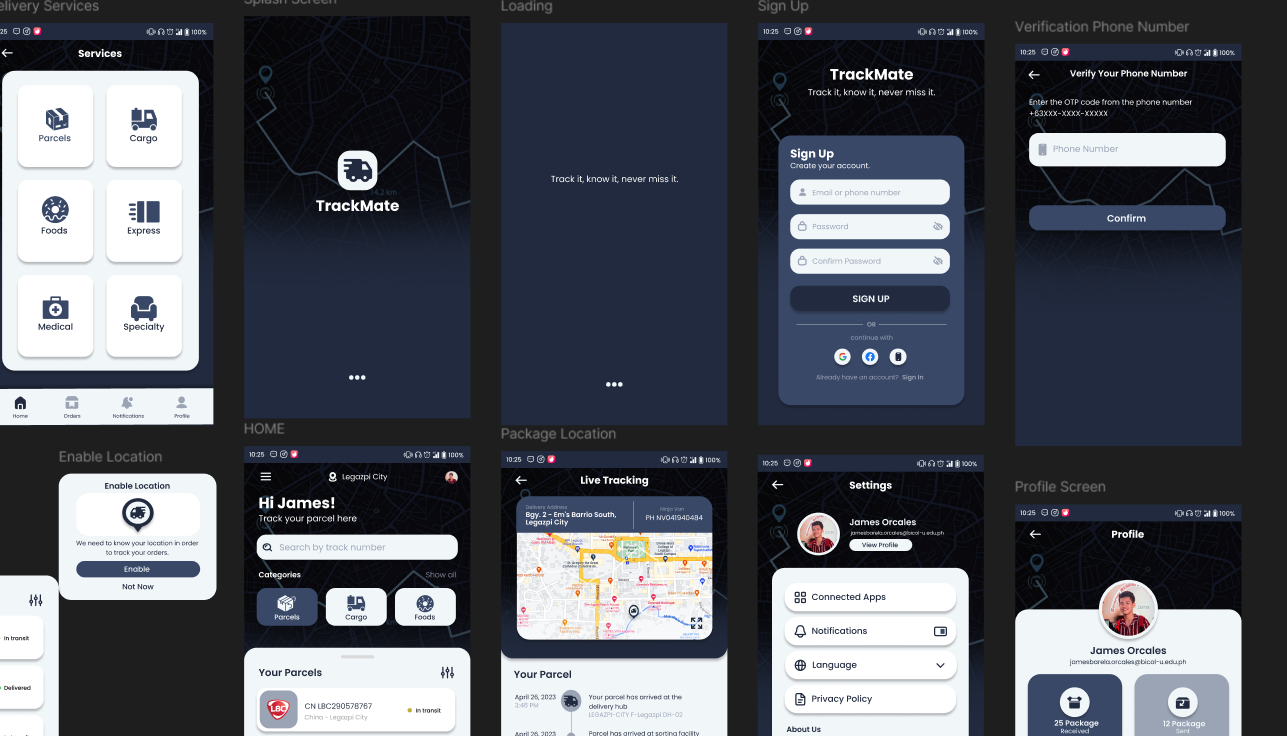 elivery Services
25
100%
Services
Parcels
Cargo
Foods
Express
Medical
Specialty
Home
Orders
Notifications
Profile
Splash Screen
4.2 km
TrackMate
Loading
Track it, know it, never miss it.
Sign Up
10:25
100%
TrackMate
Track it, know it, never miss it.
Sign Up
Create your account.
Email or phone number
Password
Confirm Password
SIGN UP
OR
continue with
Already have an account? Sign In
Verification Phone Number
10:25
100%
Verify Your Phone Number
Enter the OTP code from the phone number
+63XXX-XXXX-XXXXX
Phone Number
Confirm
Enable Location
Enable Location
We need to know your location in order
to track your orders.
Enable
Not Now
in transit
Delivered
HOME
10:25
100%
Legazpi City
Hi James!
Track your parcel here
Search by track number
Categories
Show all
Parcels
Cargo
Foods
Your Parcels
LBC
CN LBC290578767
China - Legazpi City
in transit
Package Location
10:25
100%
Live Tracking
Delivery Address
Bgy. 2 - Em's Barrio South,
Legazpi City
Ninja Van
PH NV041940484
Your Parcel
April 26, 2023
3:45 PM
Your parcel has arrived at the
delivery hub
LEGAZPI-CITY F-Legazpi DH-02
April 26, 2023
Parcel has arrived at sorting facility
10:25
100%
Settings
James Orcales
jamesbarela.orcales@bicol-u.edu.ph
View Profile
Connected Apps
Notifications
Language
Privacy Policy
About Us
Profile Screen
10:25
100%
Profile
James Orcales
jamesbarela.orcales@bicol-u.edu.ph
25 Package
Received
12 Package
Sent